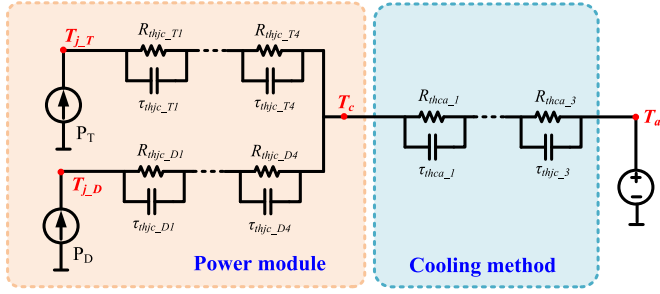 R_thjc_T1
R_thjc_T4
T_j_T
τ_thjc_T1
τ_thjc_T4
P_T
T_c
R_thca_1
R_thca_3
T_a
τ_thca_1
τ_thjc_3
R_thjc_D1
R_thjc_D4
T_j_D
τ_thjc_D1
τ_thjc_D4
P_D
Power module
Cooling method